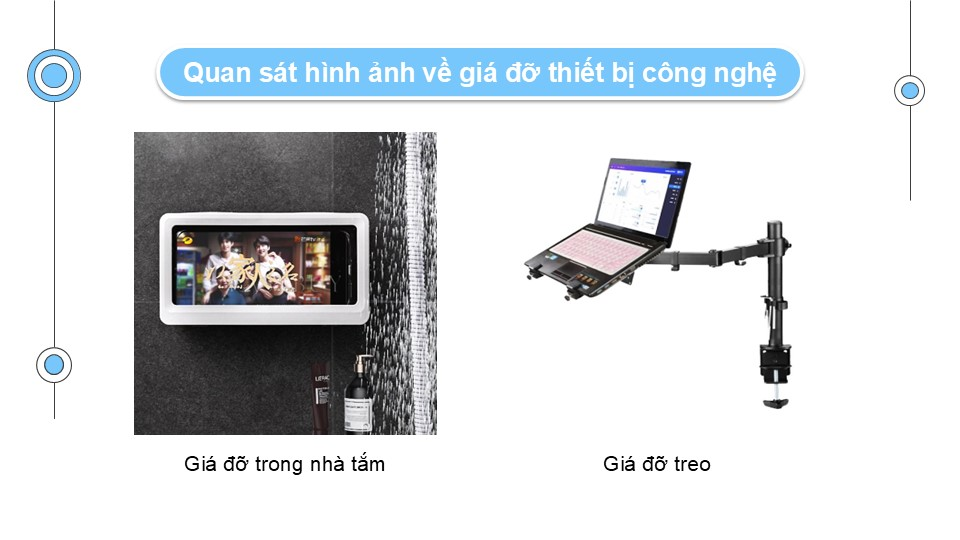 Quan sát hình ảnh về giá đỡ thiết bị công nghệ
Giá đỡ trong nhà tắm
Giá đỡ treo